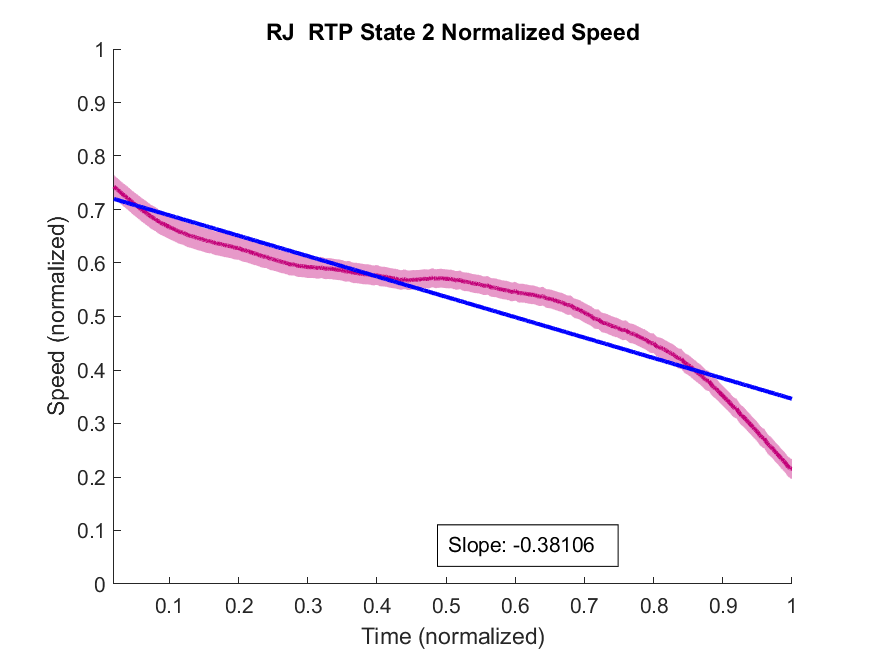 RJ  RTP State 2 Normalized Speed
1
0.9
0.8
0.7
0.6
0.5
0.4
0.3
0.2
0.1
0
Speed (normalized)
Slope: -0.38106
0.1 0.2 0.3 0.4 0.5 0.6 0.7 0.8 0.9 1
Time (normalized)